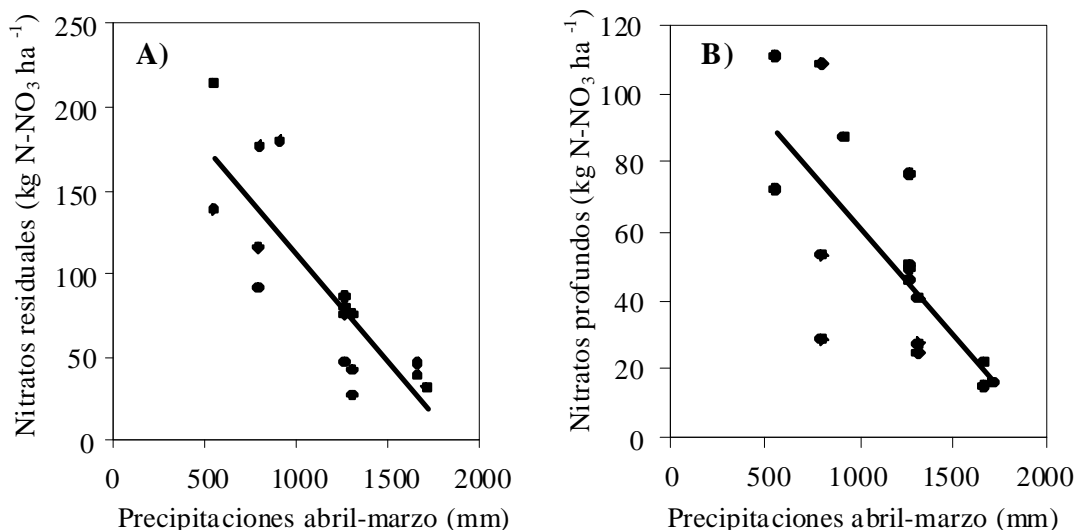 A)
Nitratos residuales (kg N-NO3 ha -1)
250
200
150
100
50
0
0 500 1000 1500 2000
Precipitaciones abril-marzo (mm)
B)
Nitratos profundos (kg N-NO3 ha -1)
120
100
80
60
40
20
0
0 500 1000 1500 2000
Precipitaciones abril-marzo (mm)